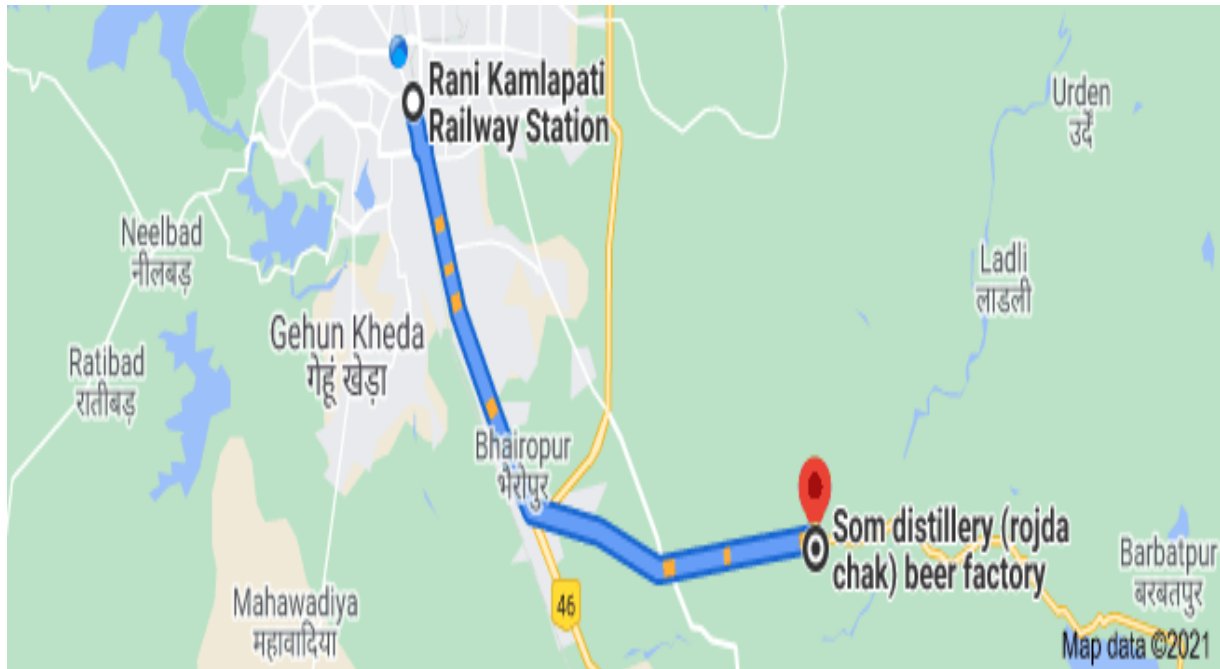 Rani Kamlapati
Railway Station
Urden
उर्दें
Neelbad
नीलबड़
Ladli
लाडली
Gehun Kheda
गेहूं खेड़ा
Ratibad
रातीबड़
Bhairopur
भैरोपुर
Som distillery (rojda
chak) beer factory
Barbatpur
बरबतपुर
46
Mahawadiya
महावादिया
Map data ©2021